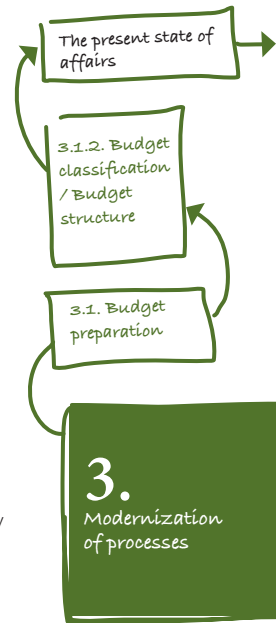 The present state of
affairs
3.1.2. Budget
classification
/ Budget
structure
3.1. Budget
preparation
3.
Modernization
of processes